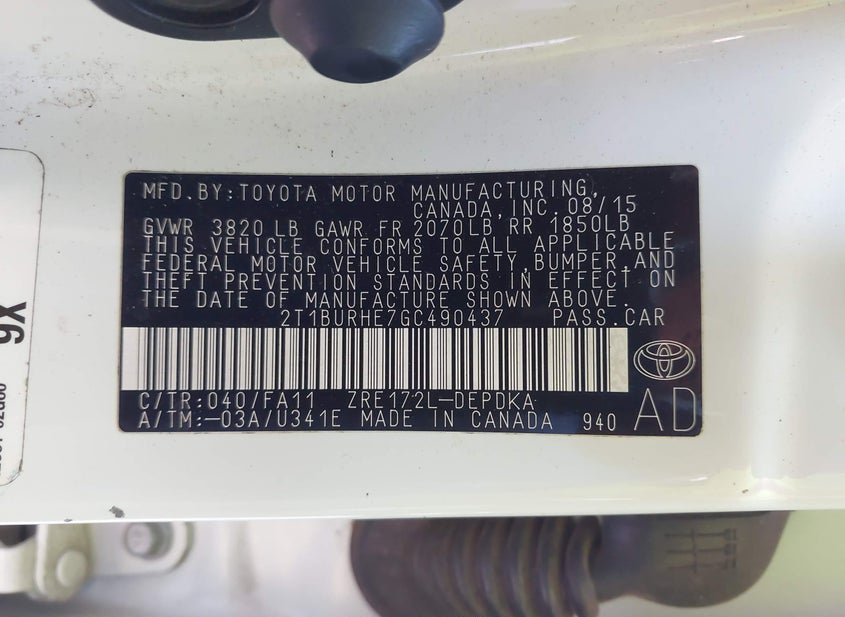 MFD.BY:TOYOTA MOTOR MANUFACTURING,
CANADA,INC. 08/15
GVWR 3820 LB GAWR FR 2070LB, RR 1850LB
THIS VEHICLE CONFORMS TO ALL APPLICABLE
FEDERAL MOTOR VEHICLE SAFETY,BUMPER,AND
THEFT PREVENTION STANDARDS IN EFFECT ON
THE DATE OF MANUFACTURE SHOWN ABOVE.
2T1BURHE7GC490437 PASS.CAR
C/TR:040/FA11 ZRE172L-DEPDKA
A/TM:-03A/U341E MADE IN CANADA 940
AD
9X